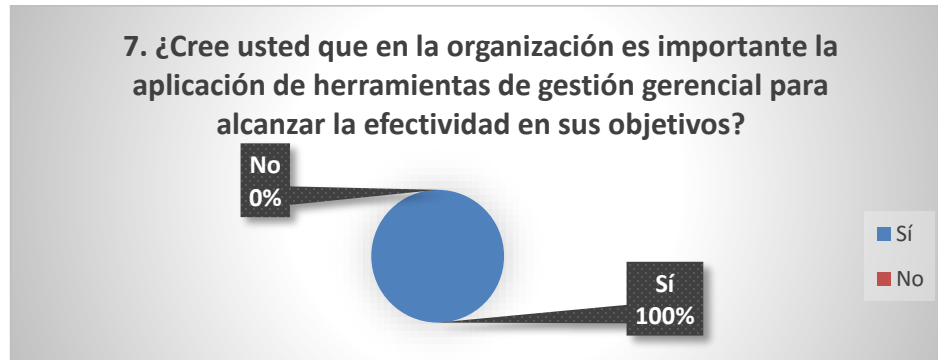 7. ¿Cree usted que en la organización es importante la
aplicación de herramientas de gestión gerencial para
alcanzar la efectividad en sus objetivos?
No
0%
Sí
No
Sí
100%